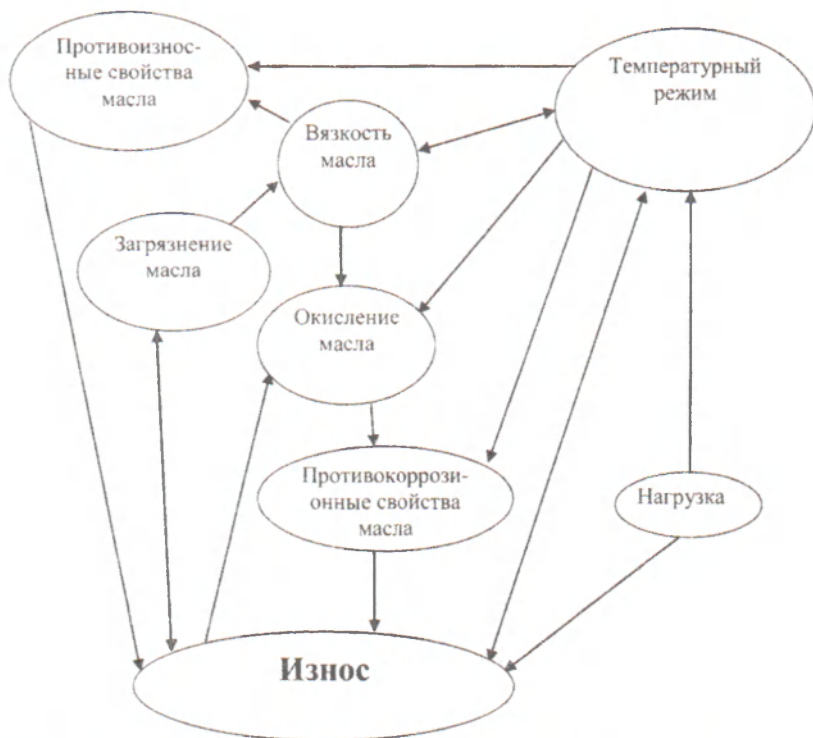 Противоизнос-
ные свойства
масла
Температурный
режим
Вязкость
масла
Загрязнение
масла
Окисление
масла
Противокоррози-
онные свойства
масла
Нагрузка
Износ